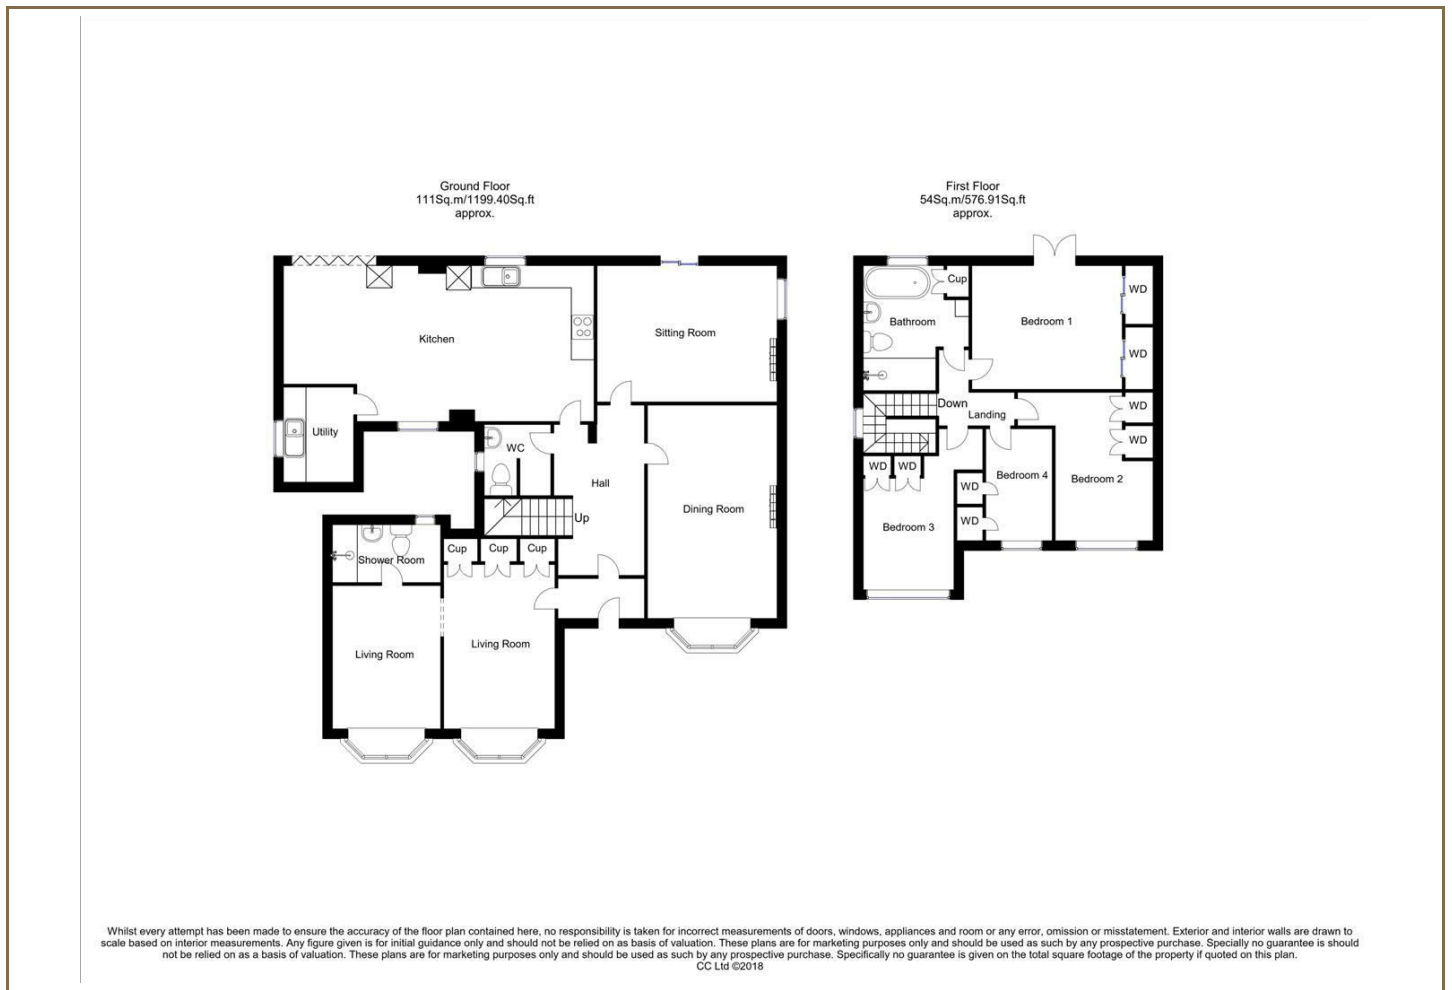 Ground Floor
111Sq.m/1199.40Sq.ft
approx.
Kitchen
Sitting Room
Utility
WC
Hall
Up
Dining Room
Cup
Cup
Cup
Shower Room
Living Room
Living Room
First Floor
54Sq.m/576.91Sq.ft
approx.
Cup
Bathroom
Bedroom 1
WD
WD
Down
Landing
WD
WD
WD
WD
Bedroom 4
Bedroom 2
WD
WD
Bedroom 3
Whilst every attempt has been made to ensure the accuracy of the floor plan contained here, no responsibility is taken for incorrect measurements of doors, windows, appliances and room or any error, omission or misstatement. Exterior and interior walls are drawn to
scale based on interior measurements. Any figure given is for initial guidance only and should not be relied on as basis of valuation. These plans are for marketing purposes only and should be used as such by any prospective purchase. Specially no guarantee is should
not be relied on as a basis of valuation. These plans are for marketing purposes only and should be used as such by any prospective purchase. Specifically no guarantee is given on the total square footage of the property if quoted on this plan.
CC Ltd ©2018